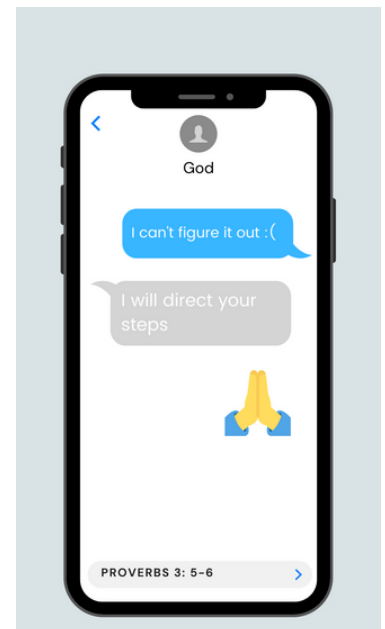 God
I can't figure it out :(
I will direct your
steps
PROVERBS 3: 5-6